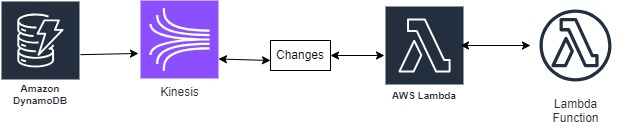 Amazon
DynamoDB
Kinesis
Changes
AWS Lambda
Lambda
Function